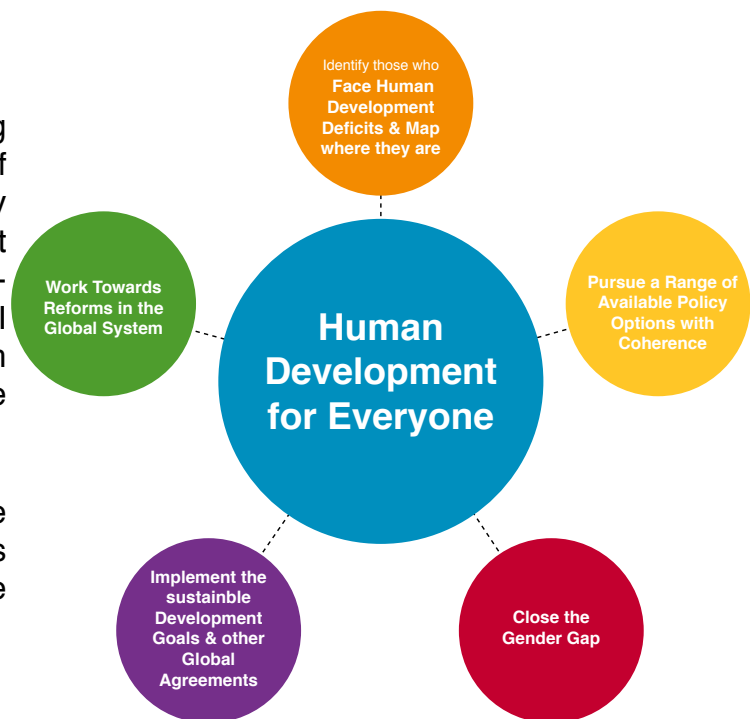 Identify those who
Face Human
Development
Deficits & Map
where they are
Work Towards
Reforms in the
Global System
Pursue a Range of
Available Policy
Options with
Coherence
Human
Development
for Everyone
Implement the
sustainble
Development
Goals & other
Global
Agreements
Close the
Gender Gap